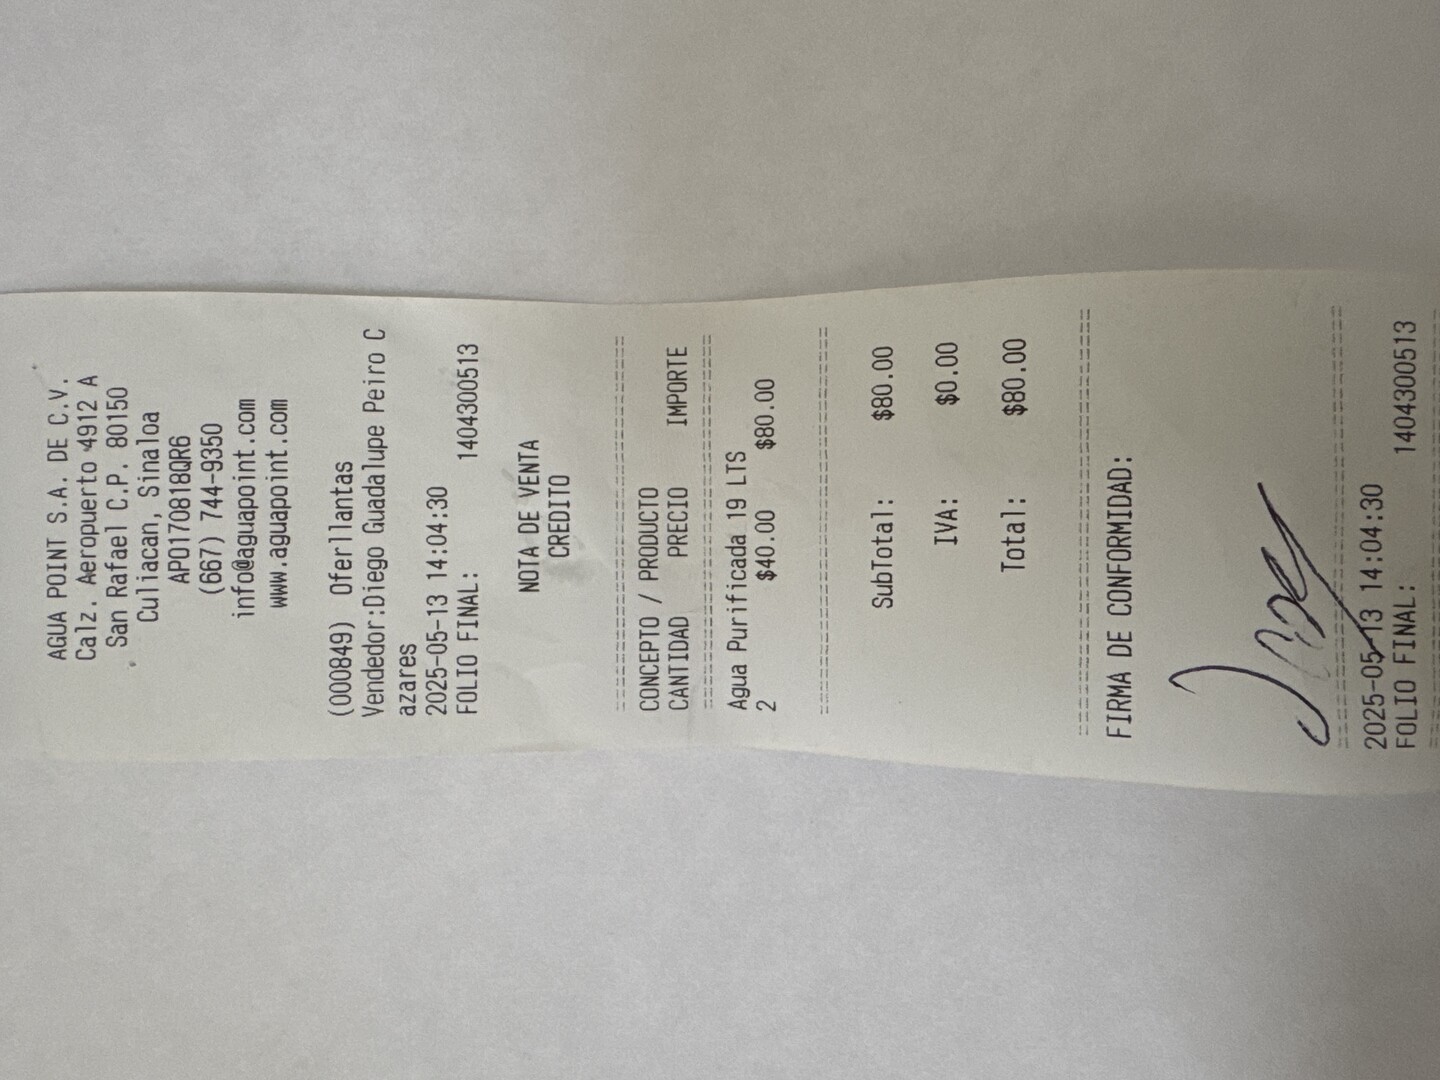 AGUA POINT S.A. DE C.V.
Calz. Aeropuerto 4912 A
San Rafael C.P. 80150
Culiacan, Sinaloa
APO170818QR6
(667) 744-9350
info@aguapoint.com
www.aguapoint.com
(000849) Oferllantas
Vendedor:Diego Guadalupe Peiro C
azares
2025-05-13 14:04:30
FOLIO FINAL: 1404300513
NOTA DE VENTA
CREDITO
CONCEPTO / PRODUCTO
CANTIDAD PRECIO IMPORTE
Agua Purificada 19 LTS
2 $40.00 $80.00
SubTotal: $80.00
IVA: $0.00
Total: $80.00
FIRMA DE CONFORMIDAD:
2025-05-13 14:04:30
FOLIO FINAL: 1404300513